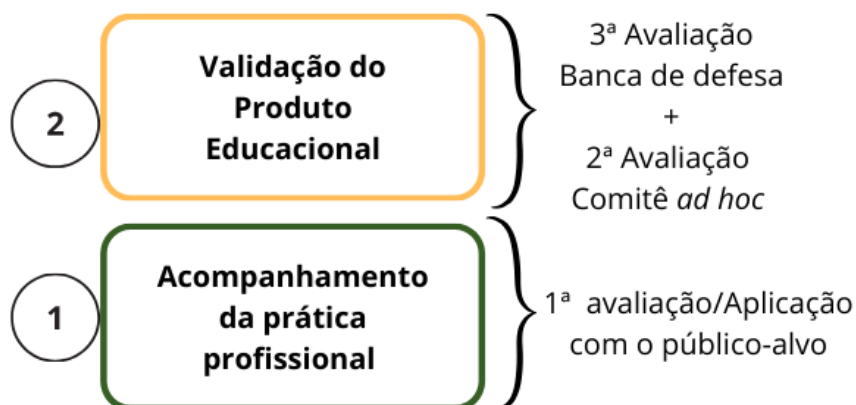 2
Validação do
Produto
Educacional
3ª Avaliação
Banca de defesa
+
2ª Avaliação
Comitê ad hoc
1
Acompanhamento
da prática
profissional
1ª avaliação/Aplicação
com o público-alvo